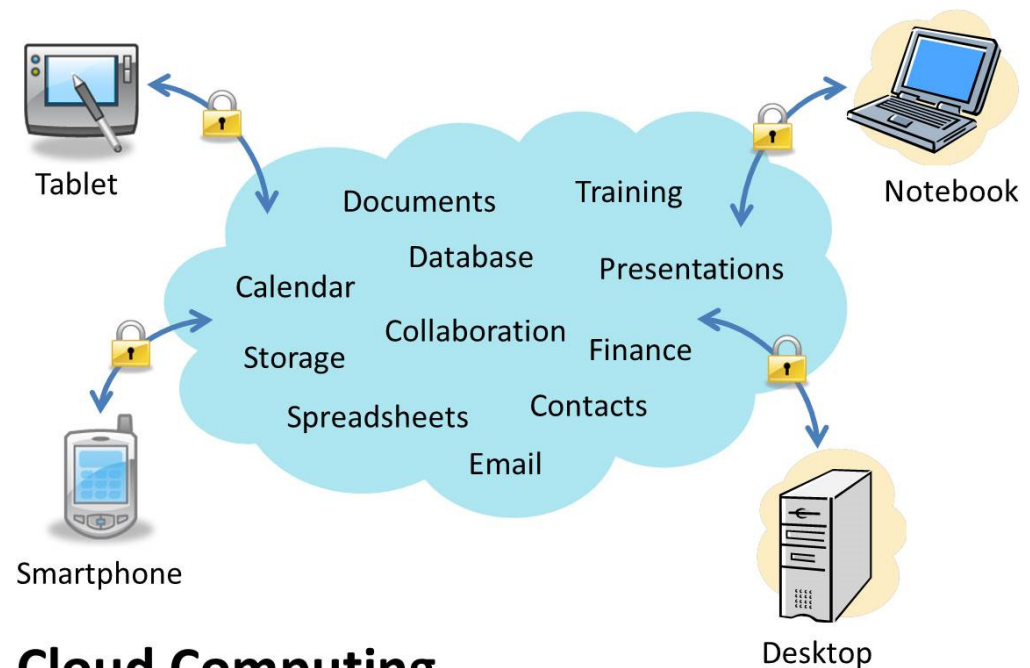 Tablet
Notebook
Documents
Training
Database
Presentations
Calendar
Collaboration
Storage
Finance
Spreadsheets
Contacts
Email
Smartphone
Desktop
Cloud Computing